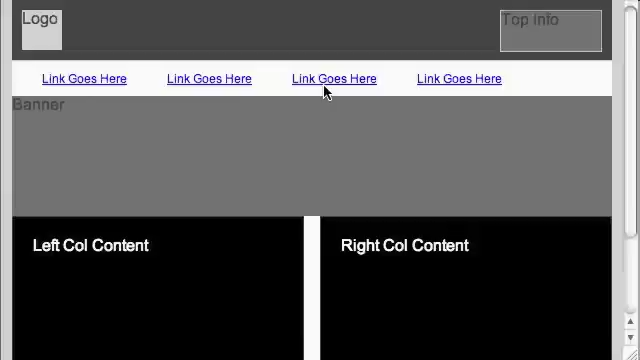 Logo
Top Info
Link Goes Here Link Goes Here Link Goes Here Link Goes Here
Banner
Left Col Content
Right Col Content